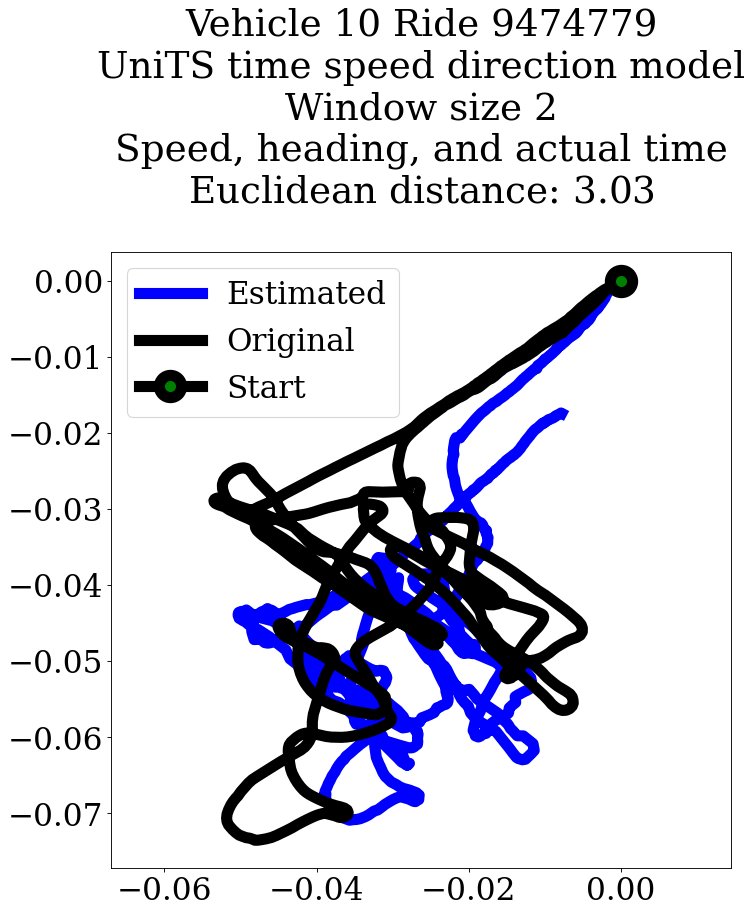 Vehicle 10 Ride 9474779
UniTS time speed direction model
Window size 2
Speed, heading, and actual time
Euclidean distance: 3.03
Estimated
Original
Start
0.00
−0.01
−0.02
−0.03
−0.04
−0.05
−0.06
−0.07
−0.06 −0.04 −0.02 0.00